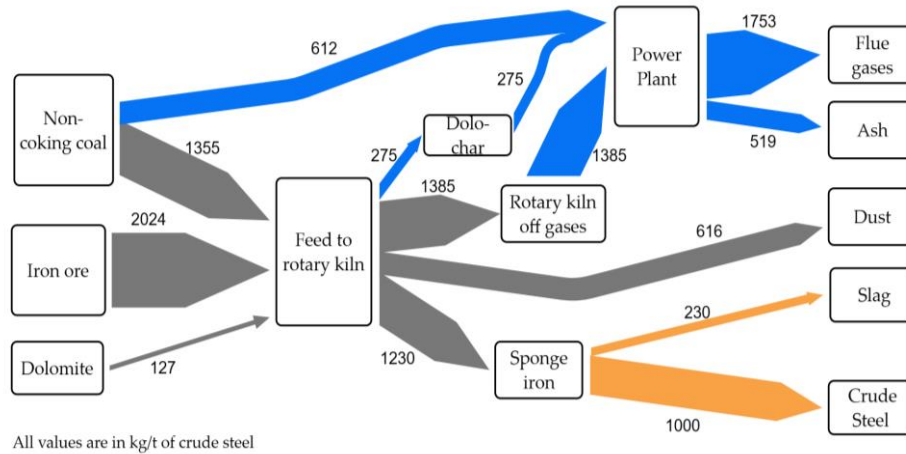 1753
612
Flue
gases
Power
Plant
275
Non-
coking coal
Dolo-
char
Ash
519
1355
275
1385
1385
2024
Rotary kiln
off gases
Dust
616
Feed to
rotary kiln
Iron ore
Slag
230
1230
Dolomite
127
Sponge
iron
Crude
Steel
1000
All values are in kg/t of crude steel